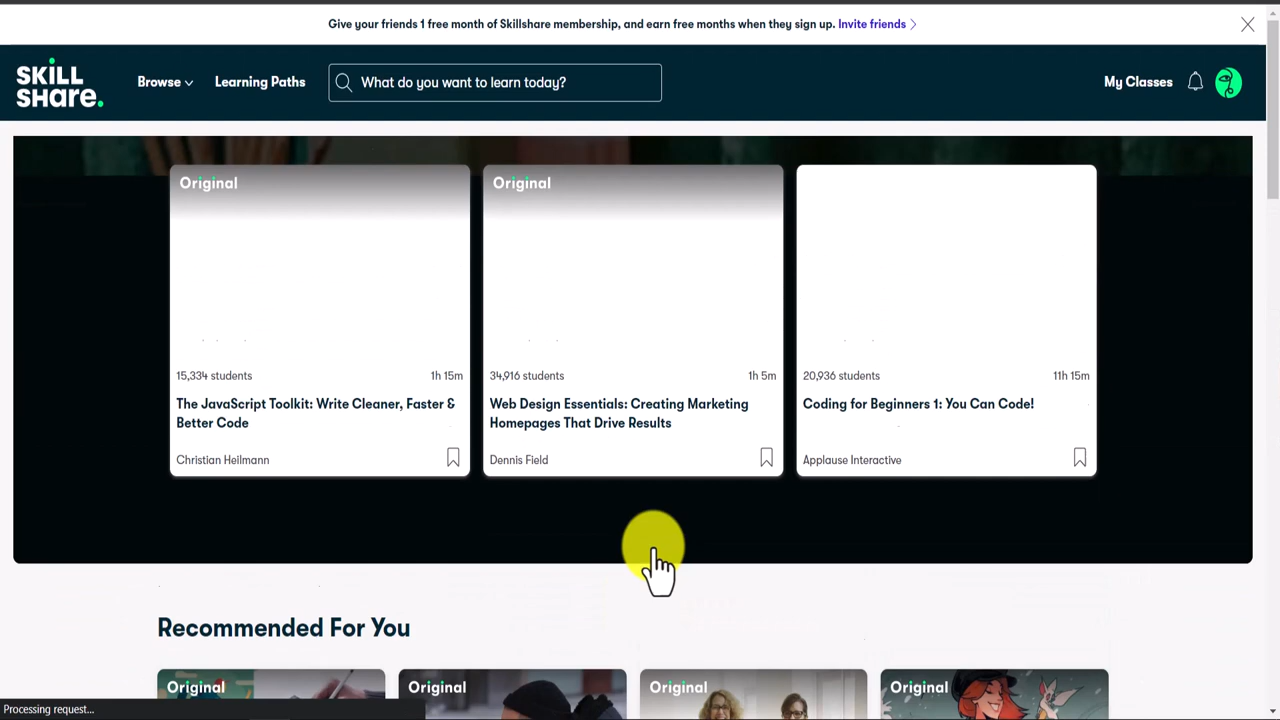 Give your friends 1 free month of Skillshare membership, and earn free months when they sign up. Invite friends
SKILL
SHARE.
Browse
Learning Paths
What do you want to learn today?
My Classes
Original
Original
15,334 students
1h 15m
34,916 students
1h 5m
20,936 students
11h 15m
The JavaScript Toolkit: Write Cleaner, Faster &
Better Code
Web Design Essentials: Creating Marketing
Homepages That Drive Results
Coding for Beginners 1: You Can Code!
Christian Heilmann
Dennis Field
Applause Interactive
Recommended For You
Original
Original
Original
Original
Processing request...